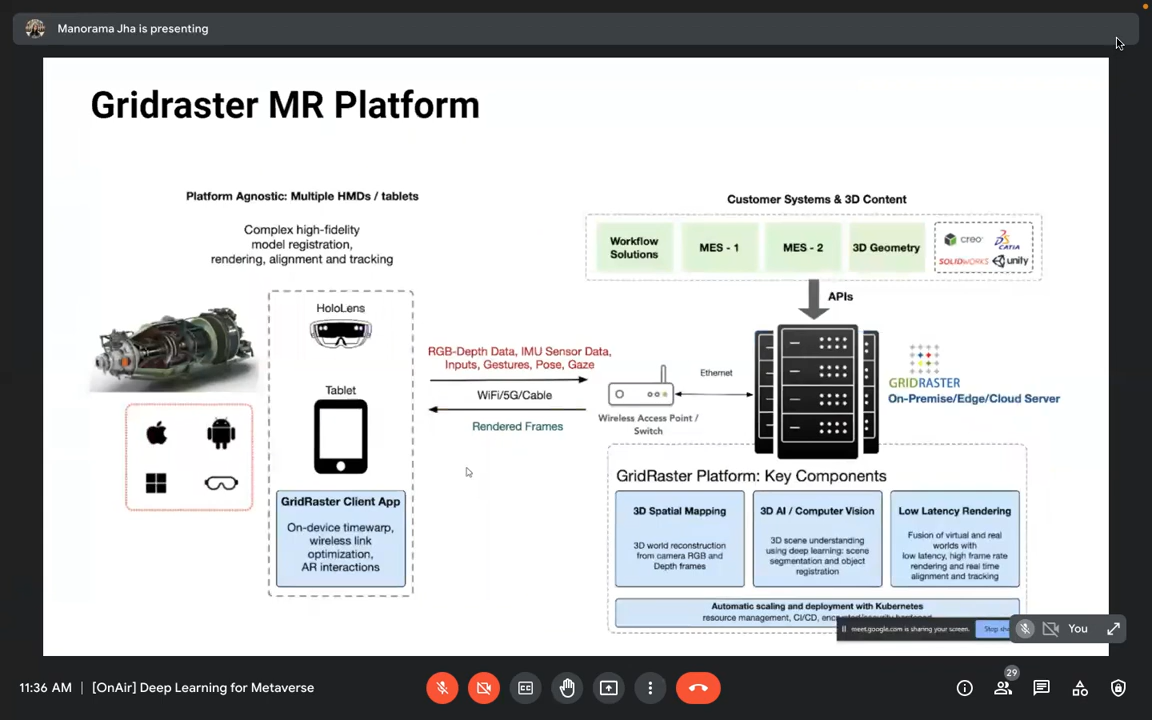 Manorama Jha is presenting
Gridraster MR Platform
Platform Agnostic: Multiple HMDs / tablets
Complex high-fidelity
model registration,
rendering, alignment and tracking
HoloLens
Tablet
GridRaster Client App
On-device timewarp,
wireless link
optimization,
AR interactions
RGB-Depth Data, IMU Sensor Data,
Inputs, Gestures, Pose, Gaze
WiFi/5G/Cable
Rendered Frames
Wireless Access Point /
Switch
Ethernet
Customer Systems & 3D Content
Workflow
Solutions
MES - 1
MES - 2
3D Geometry
creo
CATIA
SOLIDWORKS
unity
APIs
GRIDRASTER
On-Premise/Edge/Cloud Server
GridRaster Platform: Key Components
3D Spatial Mapping
3D world reconstruction
from camera RGB and
Depth frames
3D AI / Computer Vision
3D scene understanding
using deep learning: scene
segmentation and object
registration
Low Latency Rendering
Fusion of virtual and real
worlds with
low latency, high frame rate
rendering and real time
alignment and tracking
Automatic scaling and deployment with Kubernetes
resource management, CI/CD,
meet.google.com is sharing your screen.
Stop
You
11:36 AM | [OnAir] Deep Learning for Metaverse
CC
29